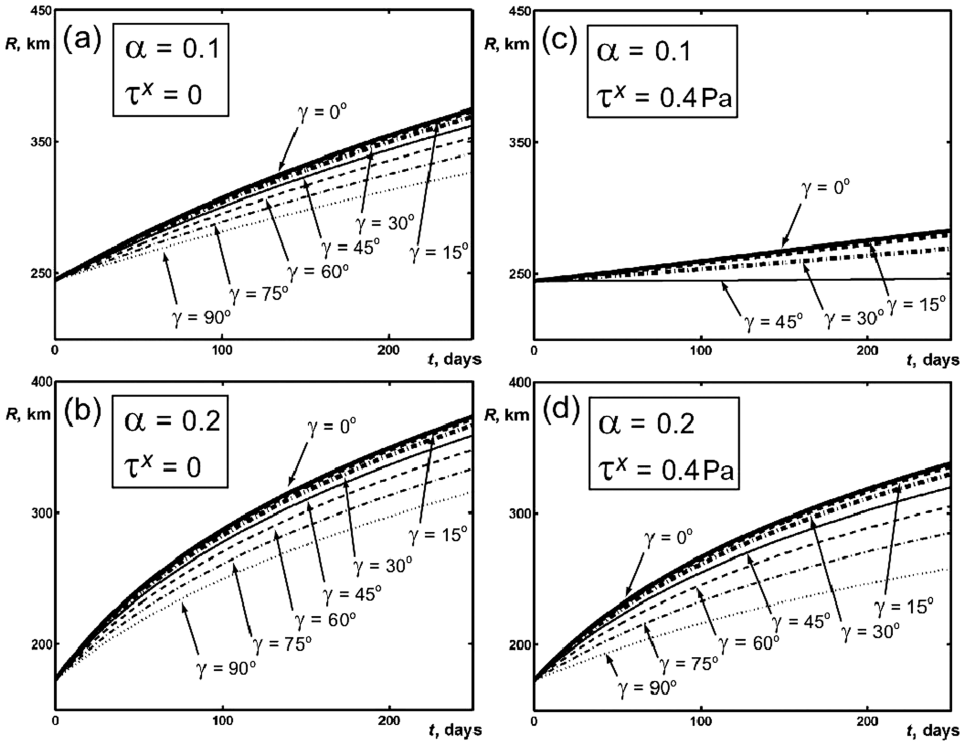 450
R, km
(a)
α = 0.1
τˣ = 0
γ = 0°
350
γ = 30°
γ = 45°
γ = 15°
γ = 60°
250
γ = 75°
γ = 90°
0
200
t, days
450
R, km
(c)
α = 0.1
τˣ = 0.4 Pa
350
γ = 0°
250
γ = 15°
γ = 45°
γ = 30°
0
200
t, days
400
R, km
(b)
α = 0.2
τˣ = 0
γ = 0°
300
γ = 15°
γ = 30°
γ = 45°
γ = 60°
γ = 75°
200
γ = 90°
0
100
200
t, days
400
R, km
(d)
α = 0.2
τˣ = 0.4 Pa
300
γ = 0°
γ = 15°
γ = 45°
γ = 30°
γ = 60°
200
γ = 75°
γ = 90°
0
100
200
t, days